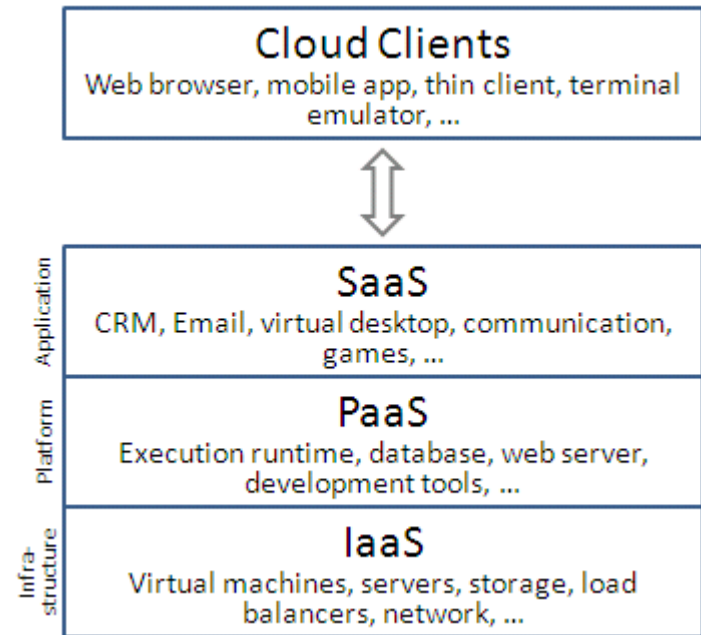 Cloud Clients
Web browser, mobile app, thin client, terminal
emulator, ...
Application
SaaS
CRM, Email, virtual desktop, communication,
games, ...
Platform
PaaS
Execution runtime, database, web server,
development tools, ...
Infra-
structure
IaaS
Virtual machines, servers, storage, load
balancers, network, ...